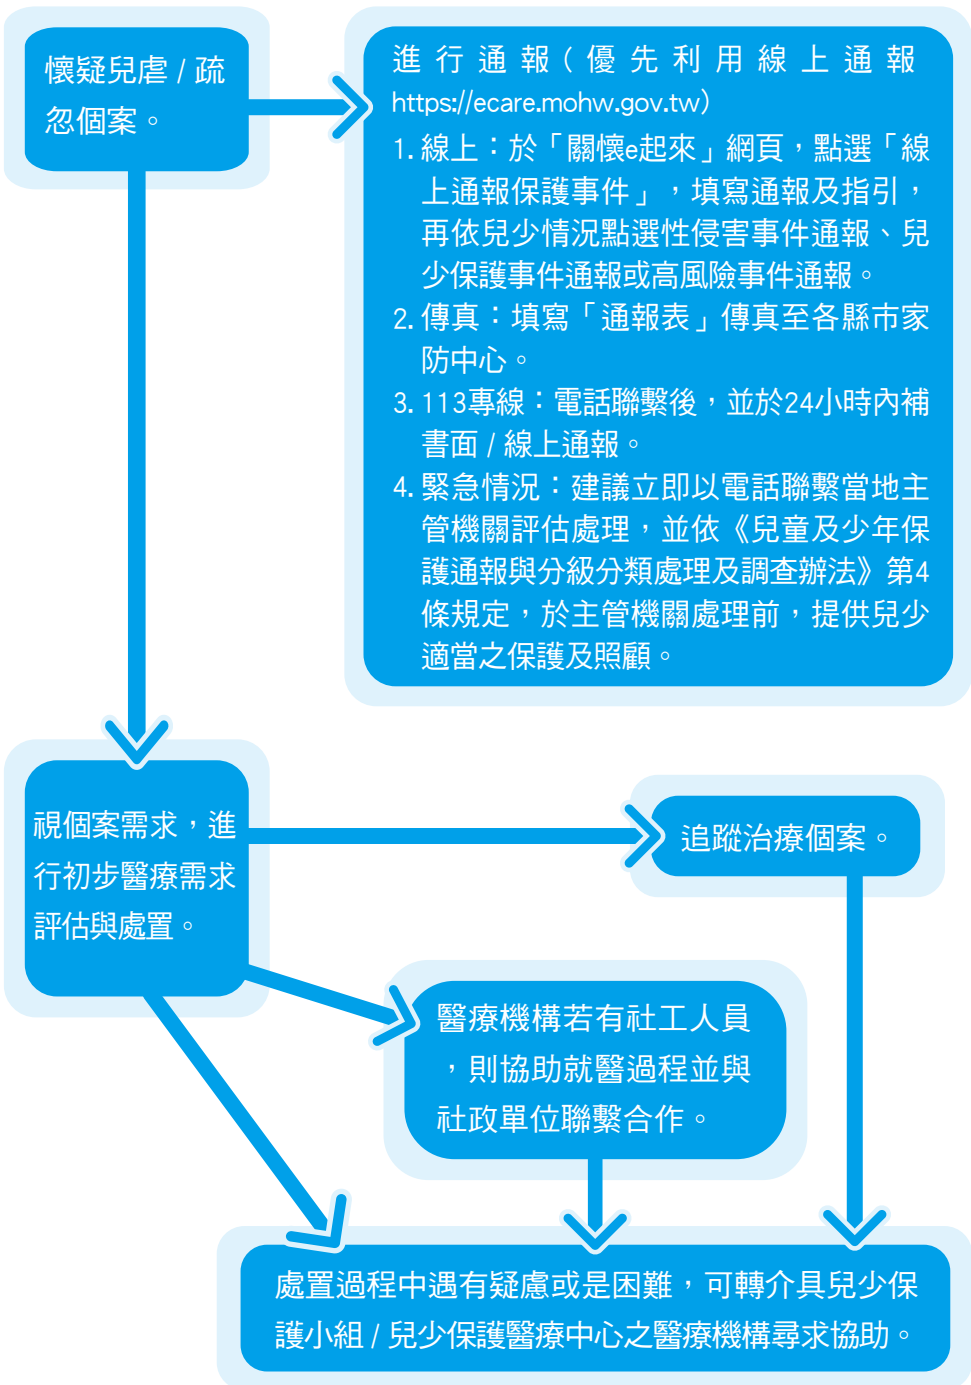 懷疑兒虐 / 疏
忽個案。
進行通報(優先利用線上通報
https://ecare.mohw.gov.tw)
1. 線上：於「關懷e起來」網頁，點選「線
上通報保護事件」，填寫通報及指引，
再依兒少情況點選性侵害事件通報、兒
少保護事件通報或高風險事件通報。
2. 傳真：填寫「通報表」傳真至各縣市家
防中心。
3. 113專線：電話聯繫後，並於24小時內補
書面 / 線上通報。
4. 緊急情況：建議立即以電話聯繫當地主
管機關評估處理，並依《兒童及少年保
護通報與分級分類處理及調查辦法》第4
條規定，於主管機關處理前，提供兒少
適當之保護及照顧。
視個案需求，進
行初步醫療需求
評估與處置。
追蹤治療個案。
醫療機構若有社工人員
，則協助就醫過程並與
社政單位聯繫合作。
處置過程中遇有疑慮或是困難，可轉介具兒少保
護小組 / 兒少保護醫療中心之醫療機構尋求協助。